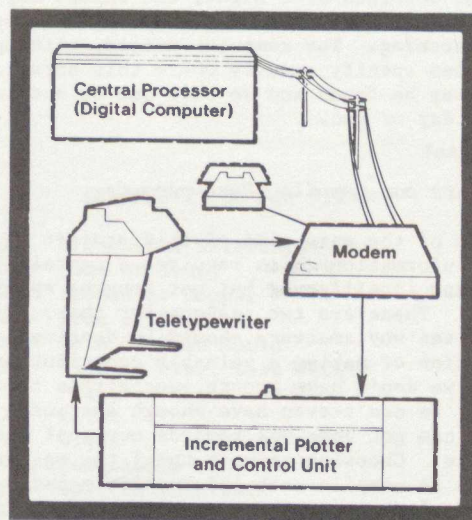 Central Processor
(Digital Computer)
Modem
Teletypewriter
Incremental Plotter
and Control Unit